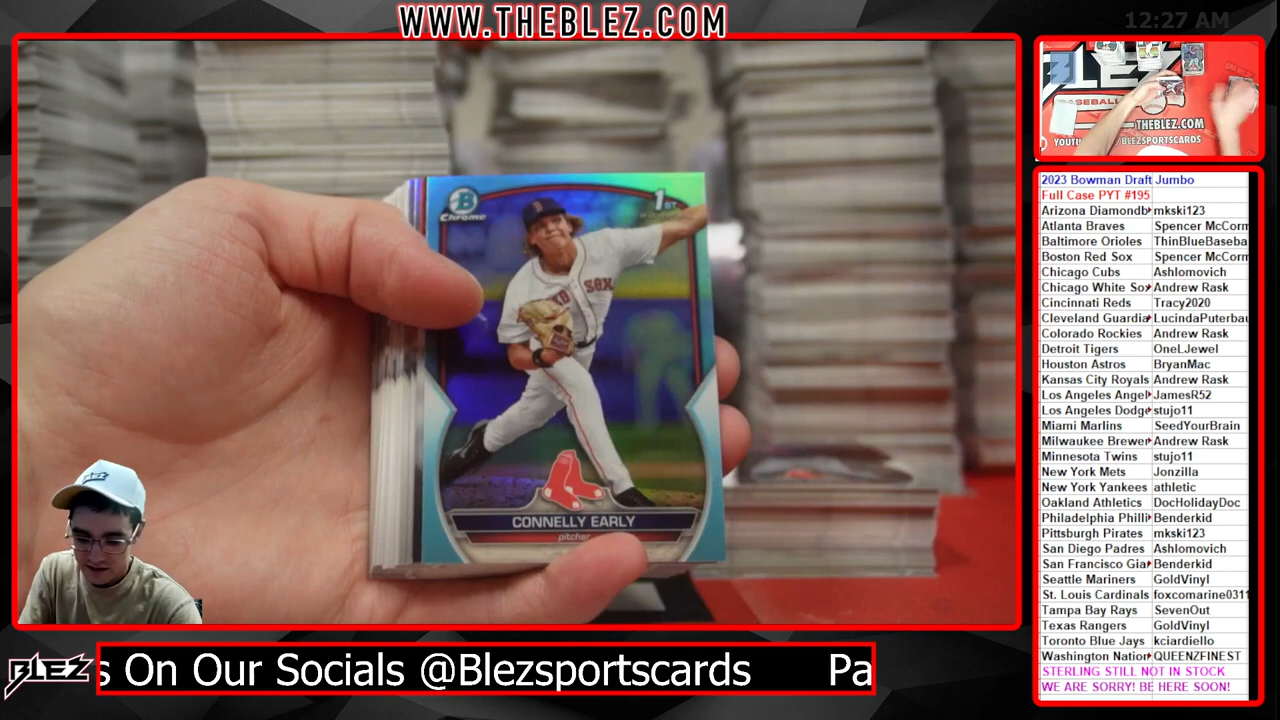 WWW.THEBLEZ.COM
12:27 AM
B
Chrome
1ST
SOX
CONNELLY EARLY
pitcher
BASEBALL
THEBLEZ.COM
/BLEZSPORTSCARDS
2023 Bowman Draft Jumbo
Full Case PYT #195
Arizona Diamondb mkski123
Atlanta Braves Spencer McCorm
Baltimore Orioles ThinBlueBaseba
Boston Red Sox Spencer McCorm
Chicago Cubs Ashlomovich
Chicago White Sox Andrew Rask
Cincinnati Reds Tracy2020
Cleveland Guardia LucindaPuterbau
Colorado Rockies Andrew Rask
Detroit Tigers OneLJewel
Houston Astros BryanMac
Kansas City Royals Andrew Rask
Los Angeles Angel JamesR52
Los Angeles Dodge stujo11
Miami Marlins SeedYourBrain
Milwaukee Brewer Andrew Rask
Minnesota Twins stujo11
New York Mets Jonzilla
New York Yankees athletic
Oakland Athletics DocHolidayDoc
Philadelphia Philli Benderkid
Pittsburgh Pirates mkski123
San Diego Padres Ashlomovich
San Francisco Gia Benderkid
Seattle Mariners GoldVinyl
St. Louis Cardinals foxcomarine0311
Tampa Bay Rays SevenOut
Texas Rangers GoldVinyl
Toronto Blue Jays kciardiello
Washington Nation QUEENZFINEST
STERLING STILL NOT IN STOCK
WE ARE SORRY! BE HERE SOON!
BLEZ
s On Our Socials @Blezsportscards Pa